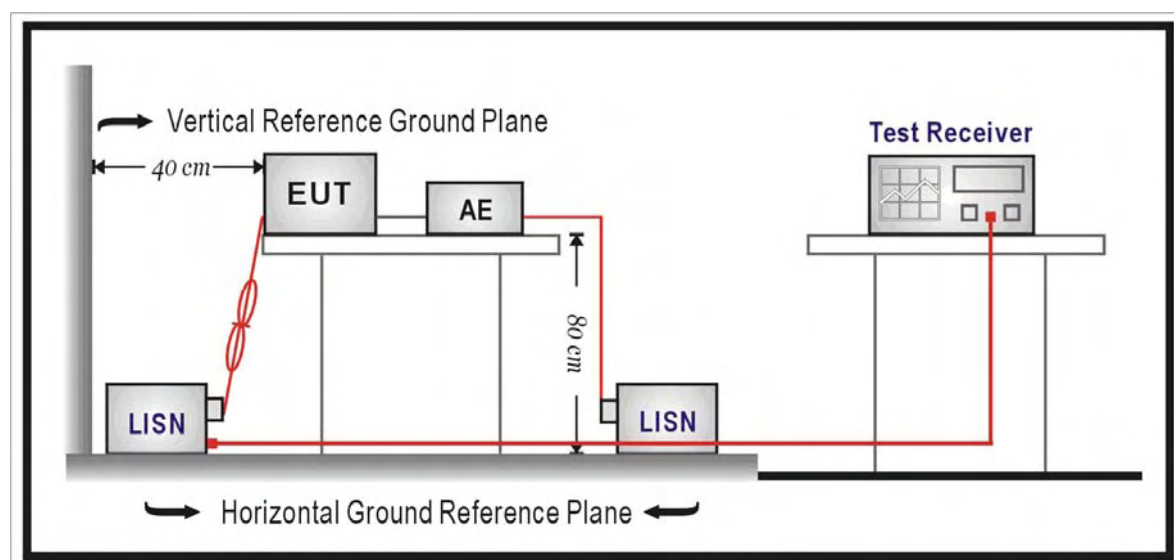 Vertical Reference Ground Plane
40 cm
EUT
AE
Test Receiver
80 cm
LISN
LISN
Horizontal Ground Reference Plane